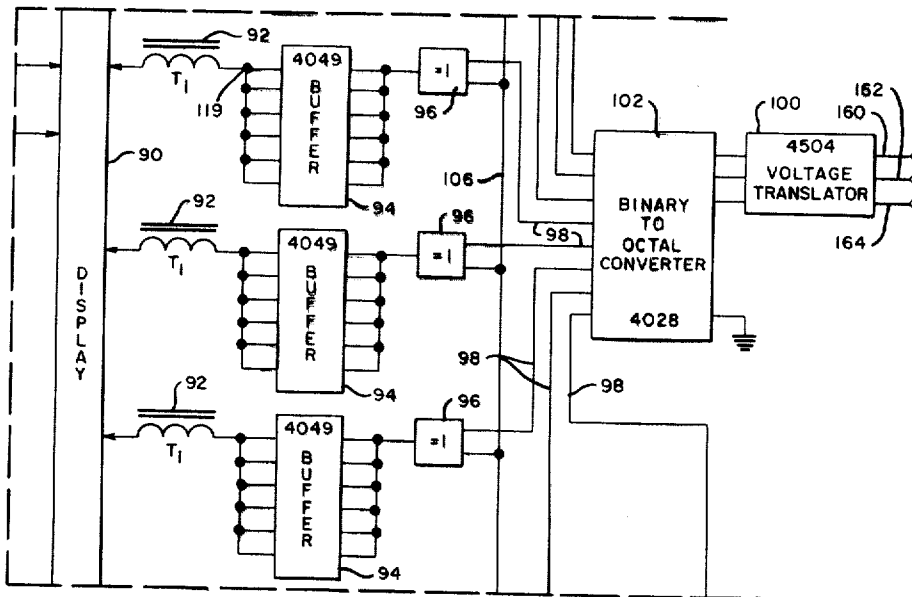 92
T1
119
4049
BUFFER
94
=1
96
106
102
BINARY
TO
OCTAL
CONVERTER
4028
100
4504
VOLTAGE
TRANSLATOR
162
160
164
90
DISPLAY
92
T1
4049
BUFFER
94
96
=1
98
98
98
92
T1
4049
BUFFER
94
96
=1